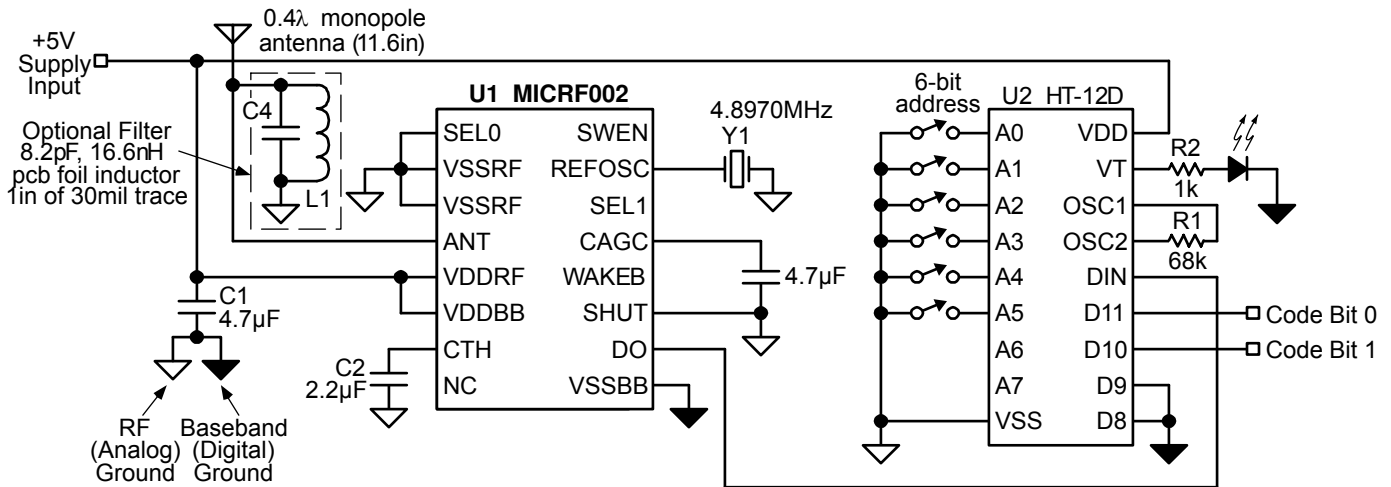 0.4λ monopole
antenna (11.6in)
+5V
Supply
Input
C4
Optional Filter
8.2pF, 16.6nH
pcb foil inductor
1in of 30mil trace
L1
U1 MICRF002
SEL0
VSSRF
VSSRF
ANT
VDDRF
VDDBB
CTH
NC
SWEN
REFOSC
SEL1
CAGC
WAKEB
SHUT
DO
VSSBB
4.8970MHz
Y1
4.7µF
C1
4.7µF
C2
2.2µF
RF
(Analog)
Ground
Baseband
(Digital)
Ground
6-bit
address
U2 HT-12D
A0
A1
A2
A3
A4
A5
A6
A7
VSS
VDD
VT
OSC1
OSC2
DIN
D11
D10
D9
D8
R2
1k
R1
68k
Code Bit 0
Code Bit 1